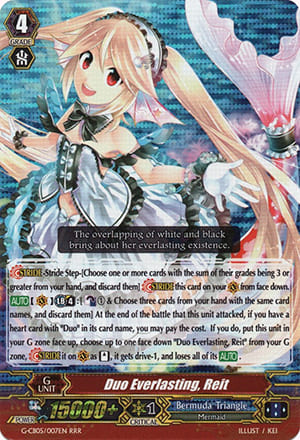 4
GRADE
The overlapping of white and black
bring about her everlasting existence.
STRIDE -Stride Step-[Choose one or more cards with the sum of their grades being 3 or
greater from your hand, and discard them] STRIDE this card on your from face down.
AUTO [ LB4 : ① & Choose three cards from your hand with the same card
names, and discard them] At the end of the battle that this unit attacked, if you have a
heart card with "Duo" in its card name, you may pay the cost. If you do, put this unit in
your G zone face up, choose up to one face down "Duo Everlasting, Reit" from your G
zone, STRIDE it on as , it gets drive-1, and loses all of its AUTO .
G
UNIT
Duo Everlasting, Reit
POWER 15000+
1
CRITICAL
Bermuda Triangle
Mermaid
G-CB05/007EN RRR
ILLUST / KEI